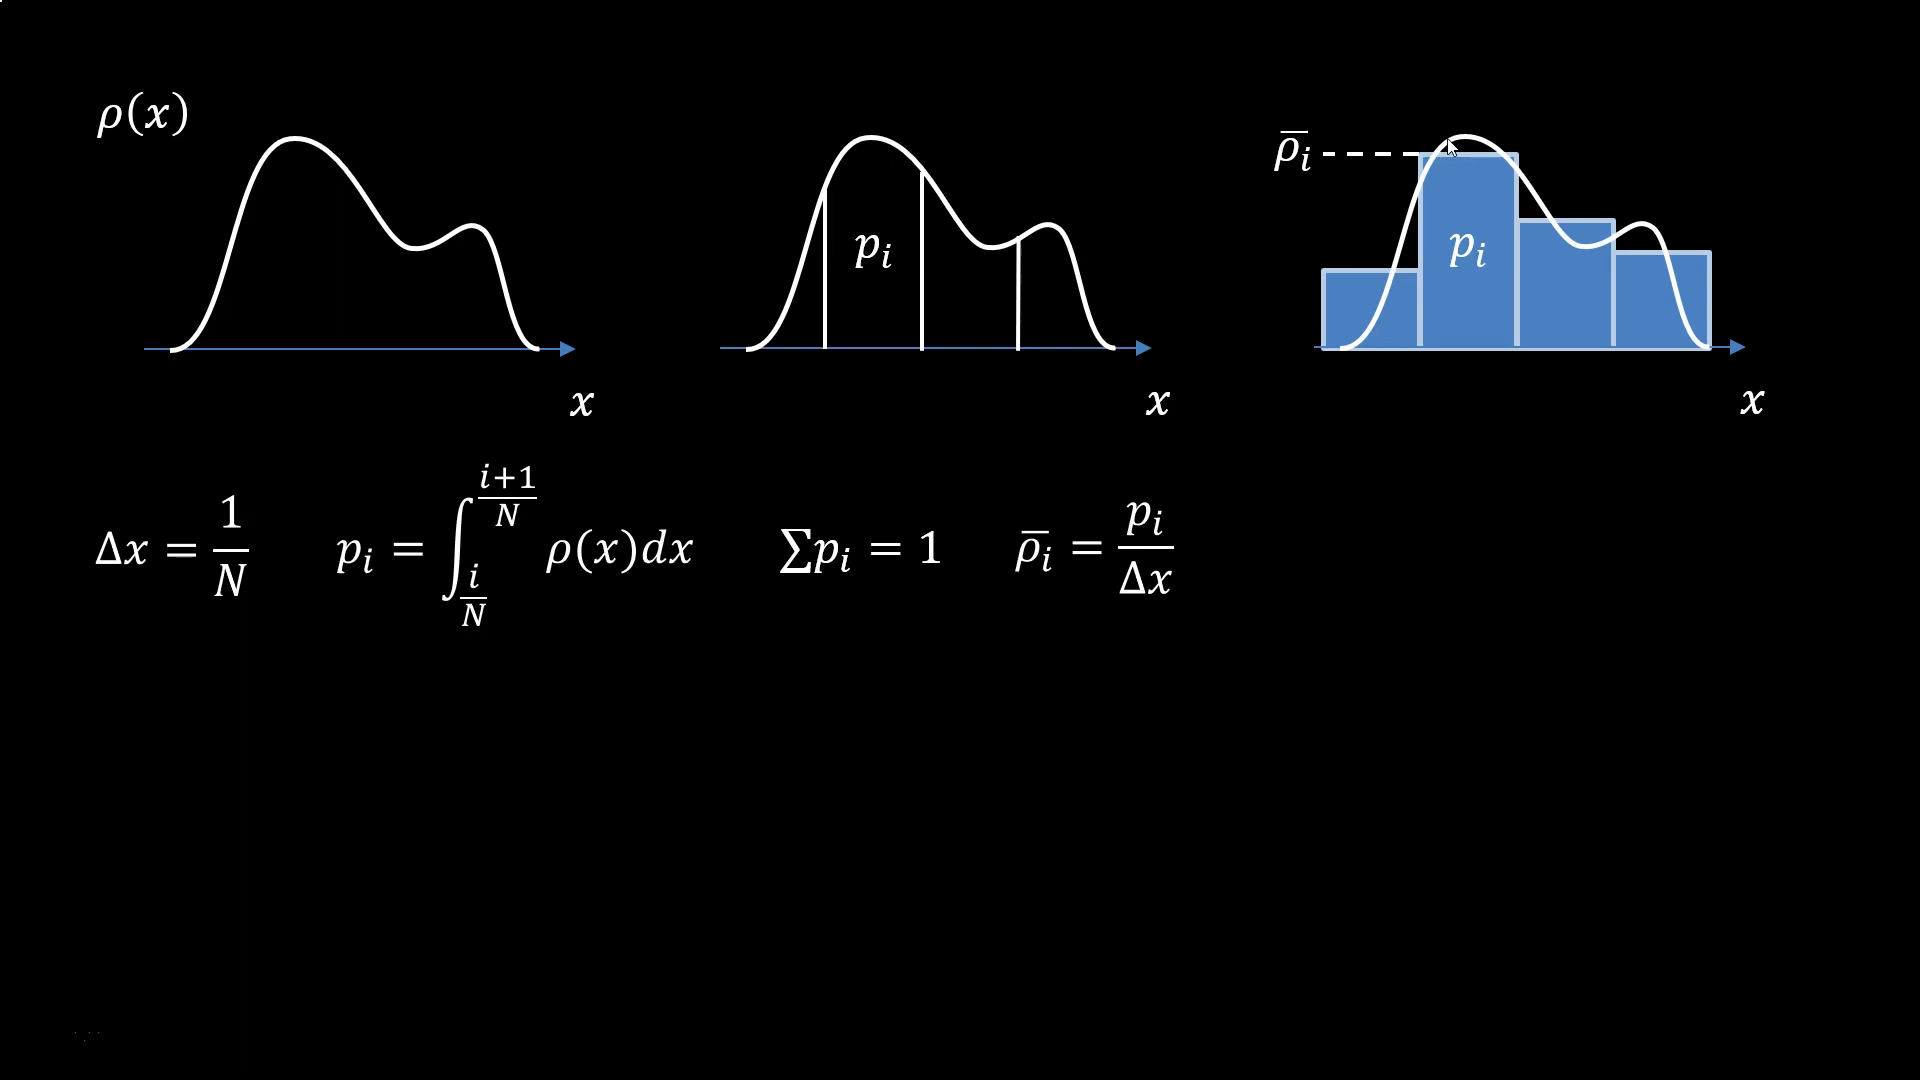 ρ(x)
x
p_i
x
ρ̅_i
p_i
x
Δx = 1/N
p_i = ∫_{i/N}^{(i+1)/N} ρ(x)dx
∑p_i = 1
ρ̅_i = p_i/Δx